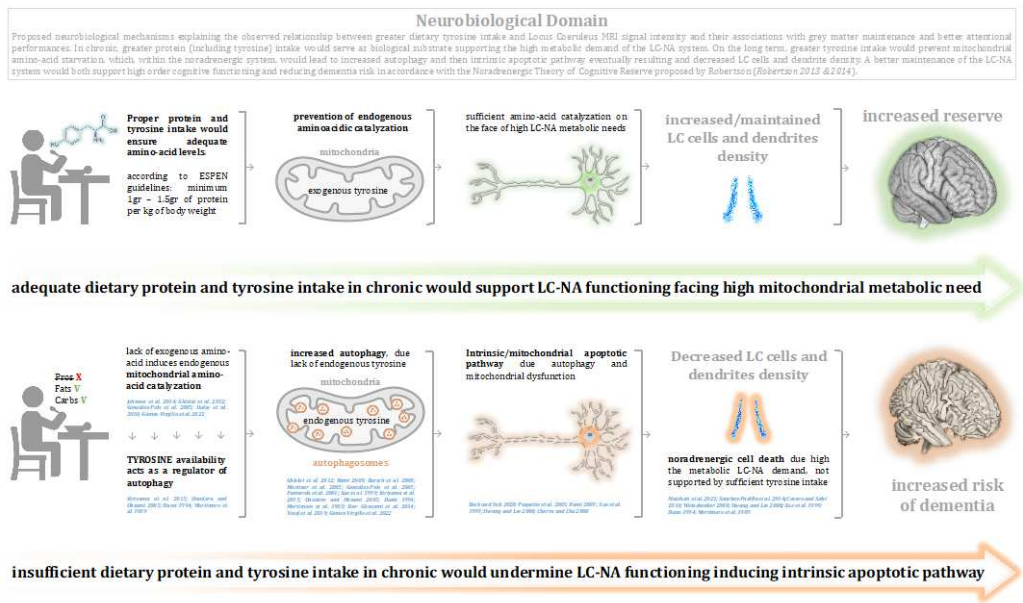 Neurobiological Domain
Proposed neurobiological mechanisms explaining the observed relationship between greater dietary tyrosine intake and Locus Coeruleus MRI signal intensity and their associations with grey matter maintenance and better attentional
performances. In chronic, greater protein (including tyrosine) intake would serve as biological substrate supporting the high metabolic demand of the LC-NA system. On the long term, greater tyrosine intake would prevent mitochondrial
amino-acid starvation, which, within the noradrenergic system, would lead to increased autophagy and then intrinsic apoptotic pathway eventually resulting and decreased LC cells and dendrite density. A better maintenance of the LC-NA
system would both support high order cognitive functioning and reducing dementia risk in accordance with the Noradrenergic Theory of Cognitive Reserve proposed by Robertson (Robertson 2013 & 2014).
Proper protein and
tyrosine intake would
ensure adequate
amino-acid levels.
according to ESPEN
guidelines: minimum
1gr – 1.5gr of protein
per kg of body weight
prevention of endogenous
aminoacidic catalyzation
mitochondria
exogenous tyrosine
sufficient amino-acid catalyzation on
the face of high LC-NA metabolic needs
increased/maintained
LC cells and dendrites
density
increased reserve
adequate dietary protein and tyrosine intake in chronic would support LC-NA functioning facing high mitochondrial metabolic need
Pros X
Fats V
Carbs V
lack of exogenous amino-
acid induces endogenous
mitochondrial amino-
acid catalyzation
TYROSINE availability
acts as a regulator of
autophagy
increased autophagy, due
lack of endogenous tyrosine
mitochondria
endogenous tyrosine
autophagosomes
Intrinsic/mitochondrial apoptotic
pathway due autophagy and
mitochondrial dysfunction
Decreased LC cells and
dendrites density
noradrenergic cell death due high
the metabolic LC-NA demand, not
supported by sufficient tyrosine intake
increased risk
of dementia
insufficient dietary protein and tyrosine intake in chronic would undermine LC-NA functioning inducing intrinsic apoptotic pathway